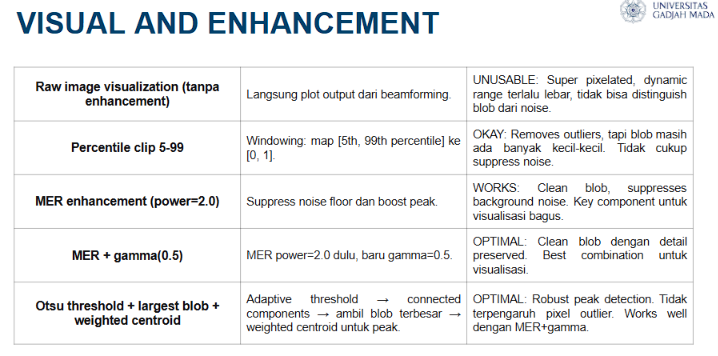 VISUAL AND ENHANCEMENT
UNIVERSITAS
GADJAH MADA
Raw image visualization (tanpa
enhancement)
Langsung plot output dari beamforming.
UNUSABLE: Super pixelated, dynamic
range terlalu lebar, tidak bisa distinguish
blob dari noise.
Percentile clip 5-99
Windowing: map [5th, 99th percentile] ke
[0, 1].
OKAY: Removes outliers, tapi blob masih
ada banyak kecil-kecil. Tidak cukup
suppress noise.
MER enhancement (power=2.0)
Suppress noise floor dan boost peak.
WORKS: Clean blob, suppresses
background noise. Key component untuk
visualisasi bagus.
MER + gamma(0.5)
MER power=2.0 dulu, baru gamma=0.5.
OPTIMAL: Clean blob dengan detail
preserved. Best combination untuk
visualisasi.
Otsu threshold + largest blob +
weighted centroid
Adaptive threshold → connected
components → ambil blob terbesar →
weighted centroid untuk peak.
OPTIMAL: Robust peak detection. Tidak
terpengaruh pixel outlier. Works well
dengan MER+gamma.